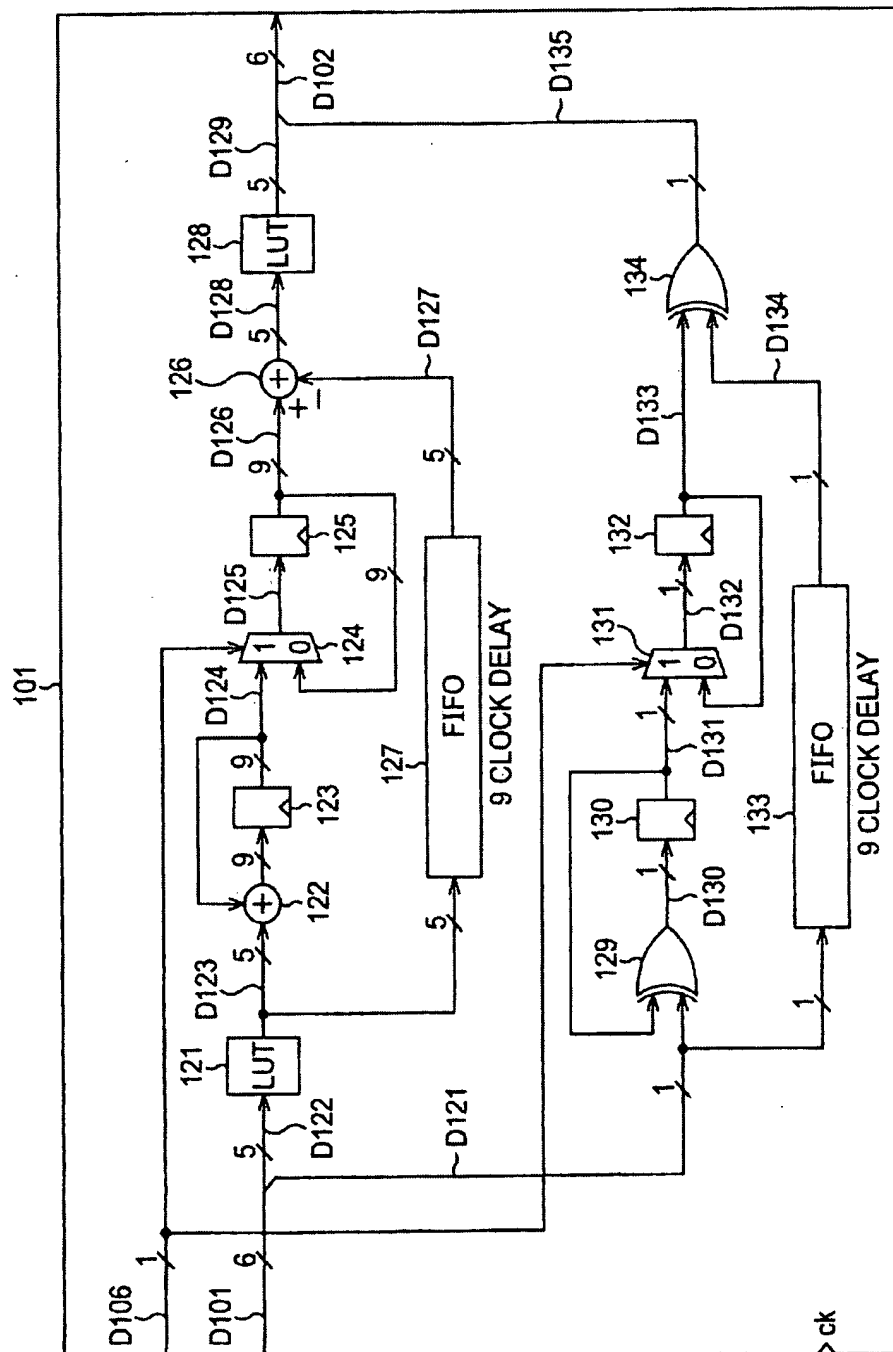 101
D106
1
D101
6
D122
5
D121
121
LUT
D123
5
122
9
123
9
D124
124
1
0
D125
125
9
9
D126
126
+
+
−
D128
5
128
LUT
D129
5
D102
6
D127
5
127
FIFO
9 CLOCK DELAY
5
D135
1
129
D130
1
130
D131
1
131
1
0
D132
1
132
D133
134
D134
1
133
FIFO
9 CLOCK DELAY
1
1
ck
+